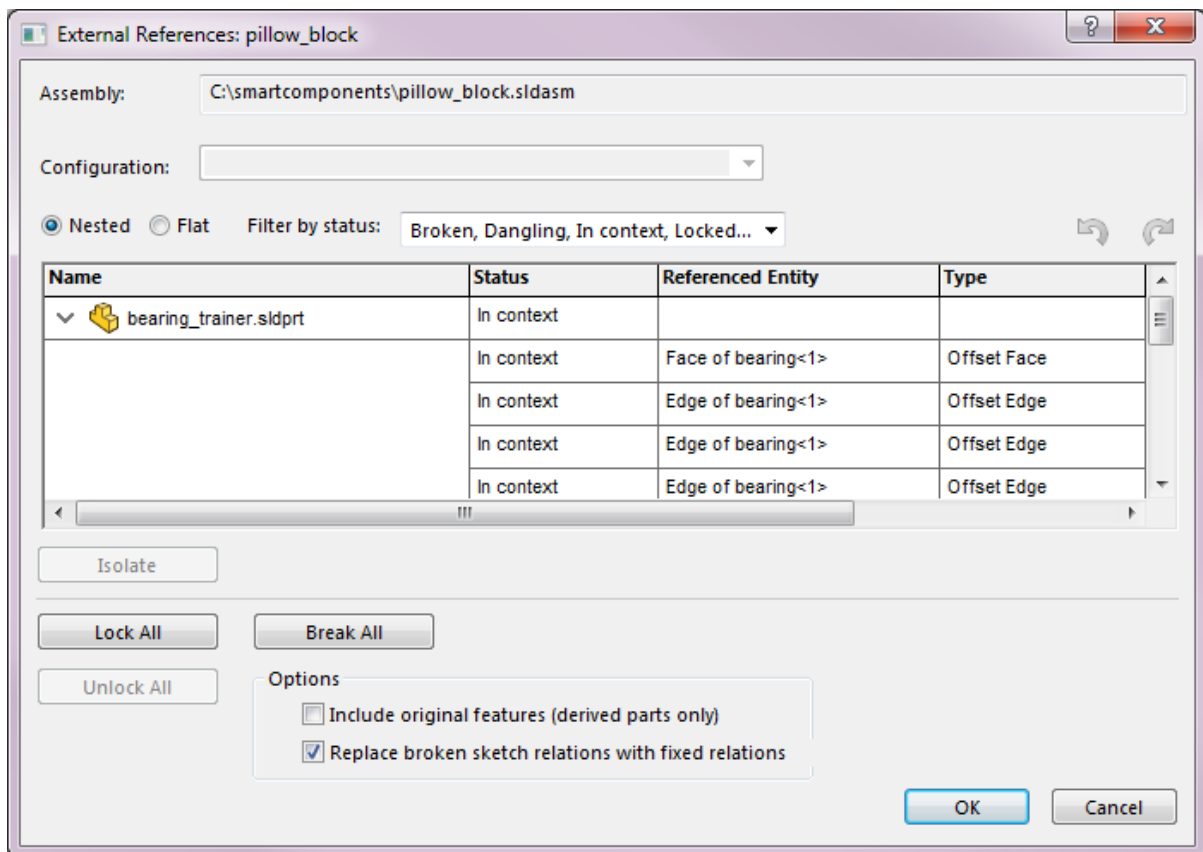 External References: pillow_block
Assembly: C:\smartcomponents\pillow_block.sldasm
Configuration:
Nested Flat Filter by status: Broken, Dangling, In context, Locked...
Name Status Referenced Entity Type
bearing_trainer.sldprt In context
In context Face of bearing<1> Offset Face
In context Edge of bearing<1> Offset Edge
In context Edge of bearing<1> Offset Edge
In context Edge of bearing<1> Offset Edge
Isolate
Lock All Break All
Unlock All Options
Include original features (derived parts only)
Replace broken sketch relations with fixed relations
OK Cancel